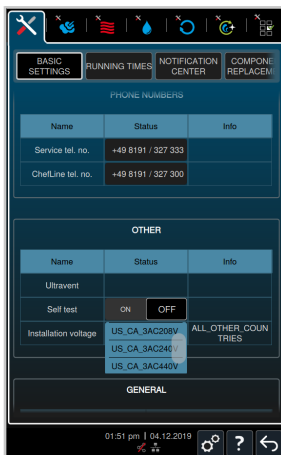 BASIC
SETTINGS
RUNNING TIMES
NOTIFICATION
CENTER
COMPONE
REPLACEM
PHONE NUMBERS
Name Status Info
Service tel. no. +49 8191 / 327 333
ChefLine tel. no. +49 8191 / 327 300
OTHER
Name Status Info
Ultravent
Self test ON OFF
Installation voltage US_CA_3AC208V ALL_OTHER_COUN
TRIES
US_CA_3AC240V
US_CA_3AC440V
GENERAL
01:51 pm | 04.12.2019
?